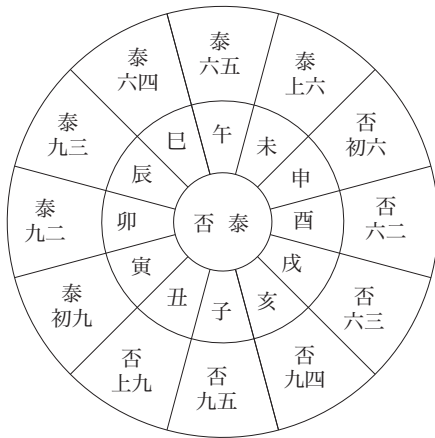 泰
六五
泰
上六
否
初六
否
六二
否
六三
否
九四
否
九五
否
上九
泰
初九
泰
九二
泰
九三
泰
六四
午
未
申
酉
戌
亥
子
丑
寅
卯
辰
巳
否 泰